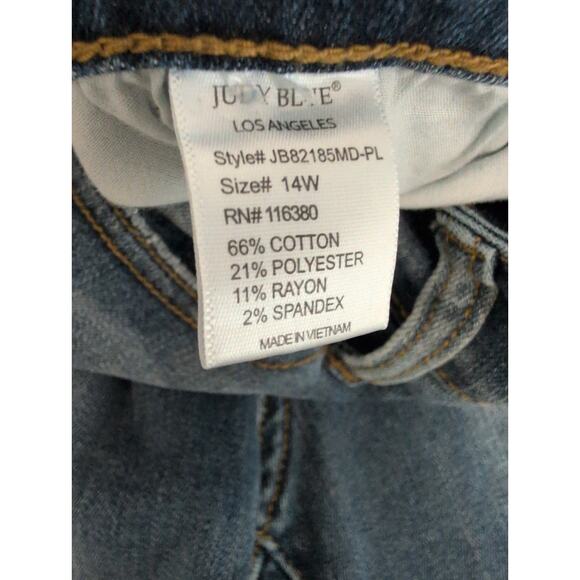 JUDY BLUE®
LOS ANGELES
Style# JB82185MD-PL
Size# 14W
RN# 116380
66% COTTON
21% POLYESTER
11% RAYON
2% SPANDEX
MADE IN VIETNAM